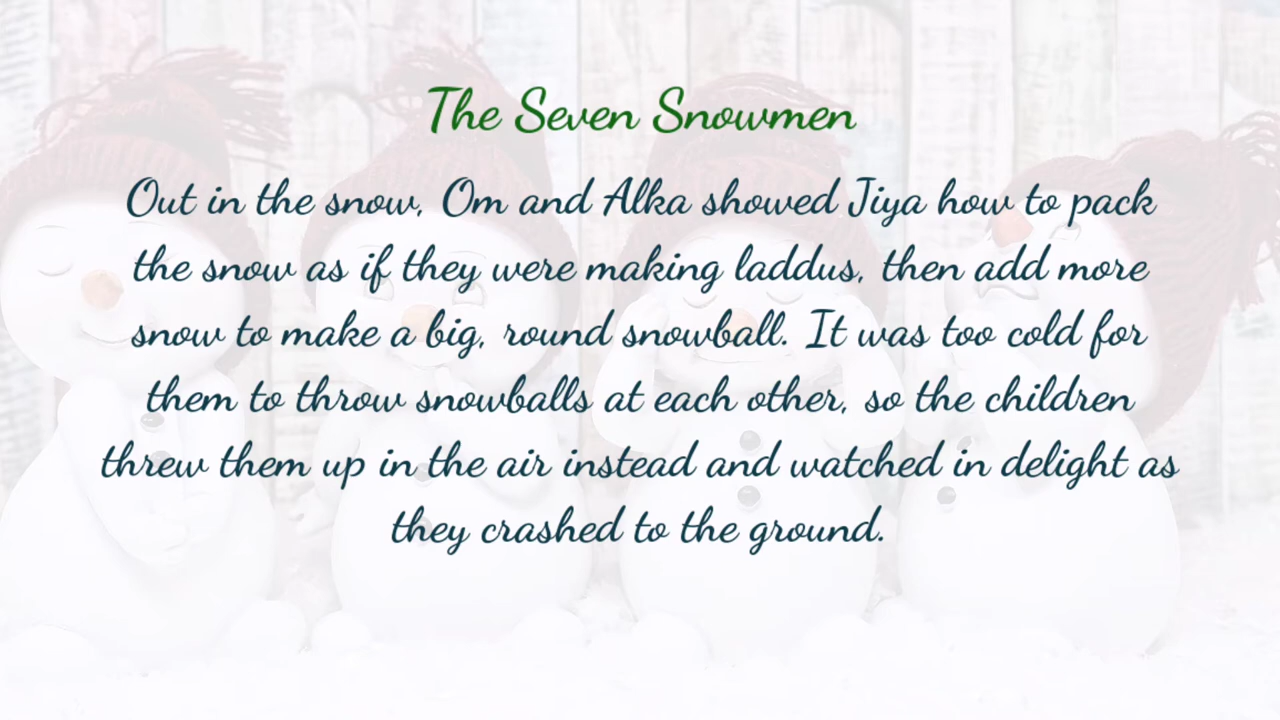 The Seven Snowmen
Out in the snow, Om and Alka showed Jiya how to pack
the snow as if they were making laddus, then add more
snow to make a big, round snowball. It was too cold for
them to throw snowballs at each other, so the children
threw them up in the air instead and watched in delight as
they crashed to the ground.